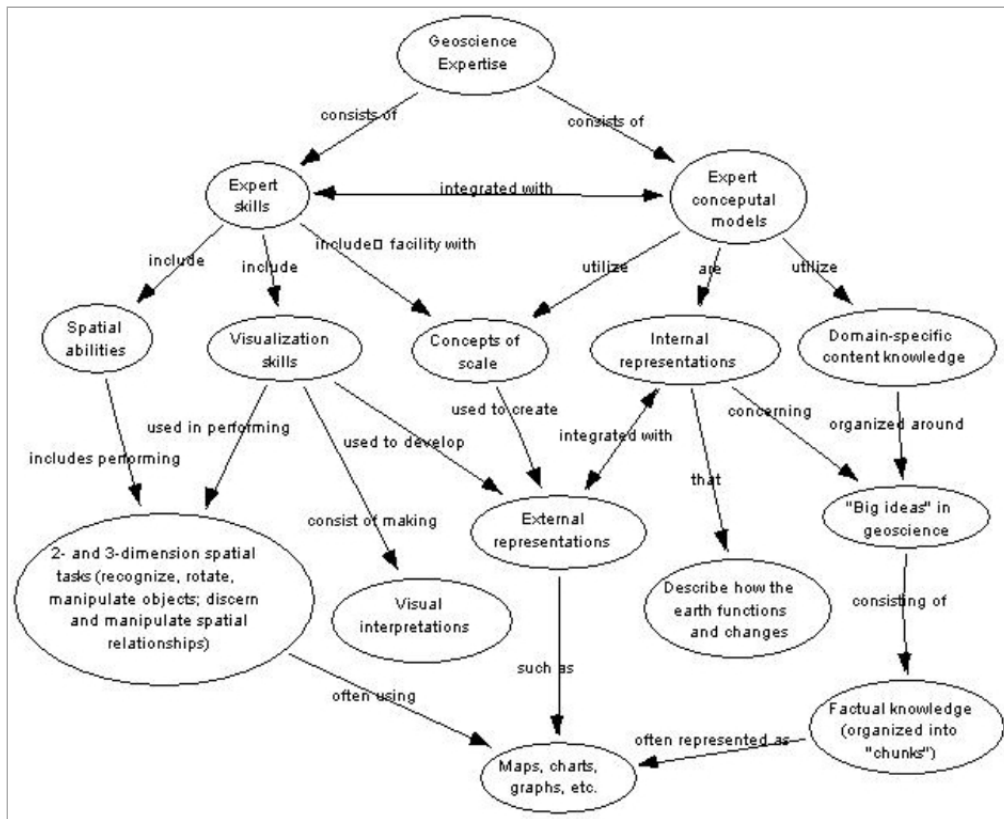 Geoscience
Expertise
consists of
consists of
Expert
skills
integrated with
Expert
conceputal
models
include
include
include□ facility with
utilize
are
utilize
Spatial
abilities
Visualization
skills
Concepts of
scale
Internal
representations
Domain-specific
content knowledge
used in performing
used to develop
used to create
integrated with
concerning
organized around
includes performing
consist of making
that
2- and 3-dimension spatial
tasks (recognize, rotate,
manipulate objects; discern
and manipulate spatial
relationships)
Visual
interpretations
External
representations
Describe how the
earth functions
and changes
"Big ideas" in
geoscience
consisting of
often using
such as
often represented as
Factual knowledge
(organized into
"chunks")
Maps, charts,
graphs, etc.